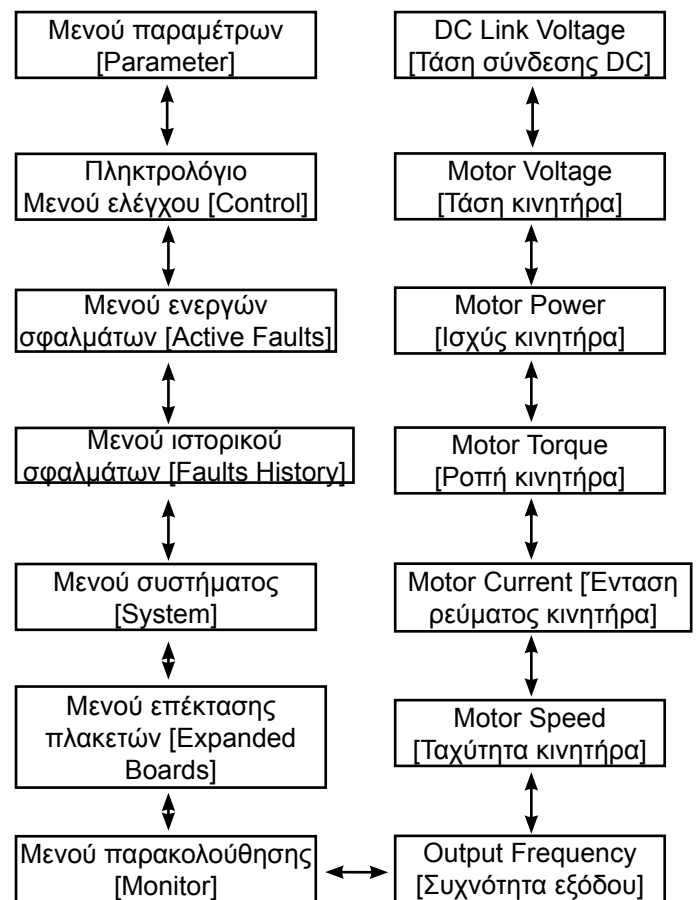 Μενού παραμέτρων
[Parameter]
Πληκτρολόγιο
Μενού ελέγχου [Control]
Μενού ενεργών
σφαλμάτων [Active Faults]
Μενού ιστορικού
σφαλμάτων [Faults History]
Μενού συστήματος
[System]
Μενού επέκτασης
πλακετών [Expanded
Boards]
Μενού παρακολούθησης
[Monitor]
DC Link Voltage
[Τάση σύνδεσης DC]
Motor Voltage
[Τάση κινητήρα]
Motor Power
[Ισχύς κινητήρα]
Motor Torque
[Ροπή κινητήρα]
Motor Current [Ένταση
ρεύματος κινητήρα]
Motor Speed
[Ταχύτητα κινητήρα]
Output Frequency
[Συχνότητα εξόδου]